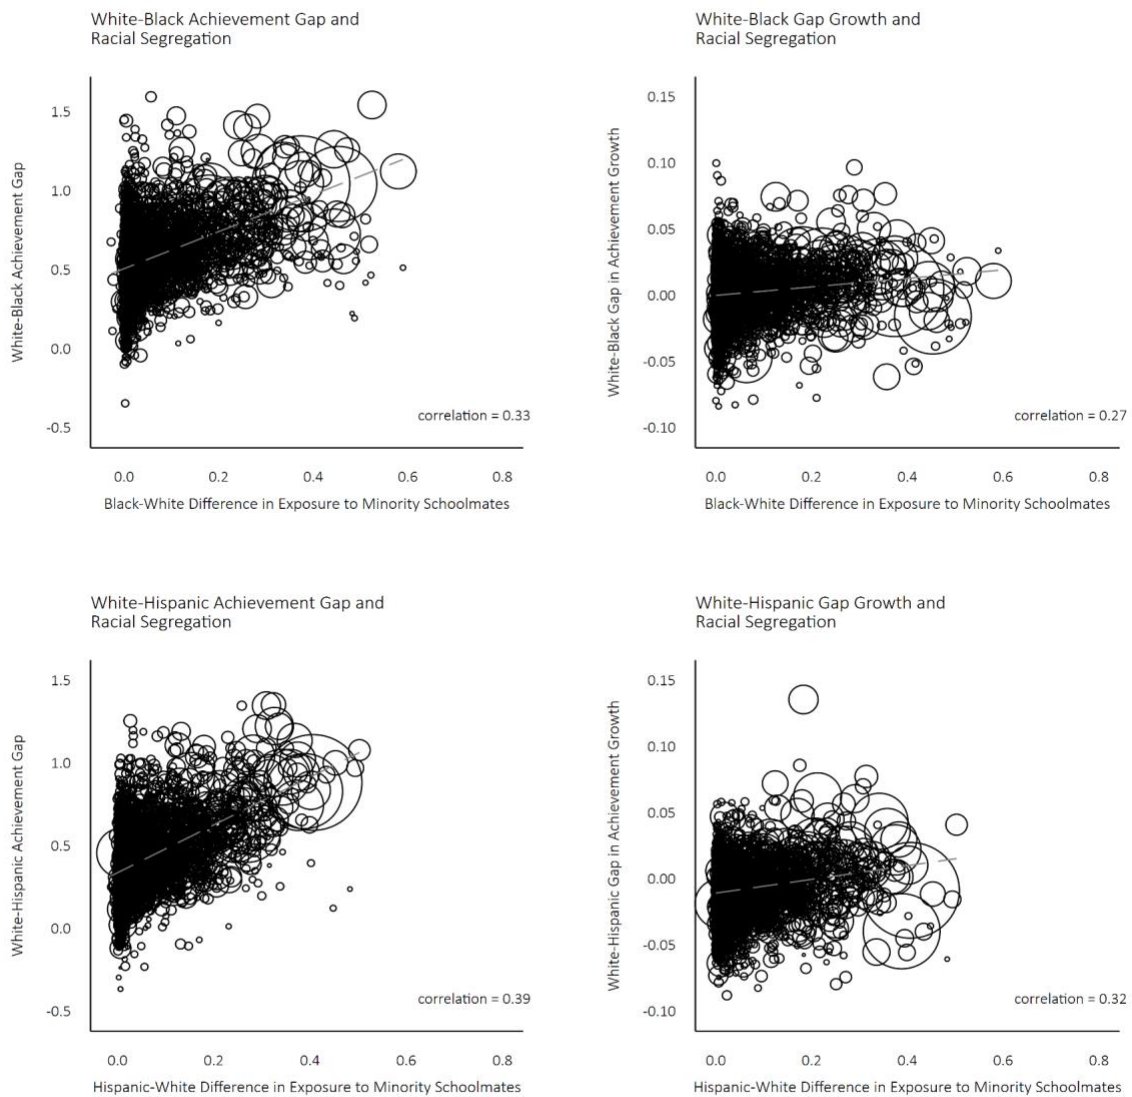 White-Black Achievement Gap and
Racial Segregation
White-Black Achievement Gap
1.5
1.0
0.5
0.0
-0.5
correlation = 0.33
0.0 0.2 0.4 0.6 0.8
Black-White Difference in Exposure to Minority Schoolmates
White-Black Gap Growth and
Racial Segregation
White-Black Gap in Achievement Growth
0.15
0.10
0.05
0.00
-0.05
-0.10
correlation = 0.27
0.0 0.2 0.4 0.6 0.8
Black-White Difference in Exposure to Minority Schoolmates
White-Hispanic Achievement Gap and
Racial Segregation
White-Hispanic Achievement Gap
1.5
1.0
0.5
0.0
-0.5
correlation = 0.39
0.0 0.2 0.4 0.6 0.8
Hispanic-White Difference in Exposure to Minority Schoolmates
White-Hispanic Gap Growth and
Racial Segregation
White-Hispanic Gap in Achievement Growth
0.15
0.10
0.05
0.00
-0.05
-0.10
correlation = 0.32
0.0 0.2 0.4 0.6 0.8
Hispanic-White Difference in Exposure to Minority Schoolmates